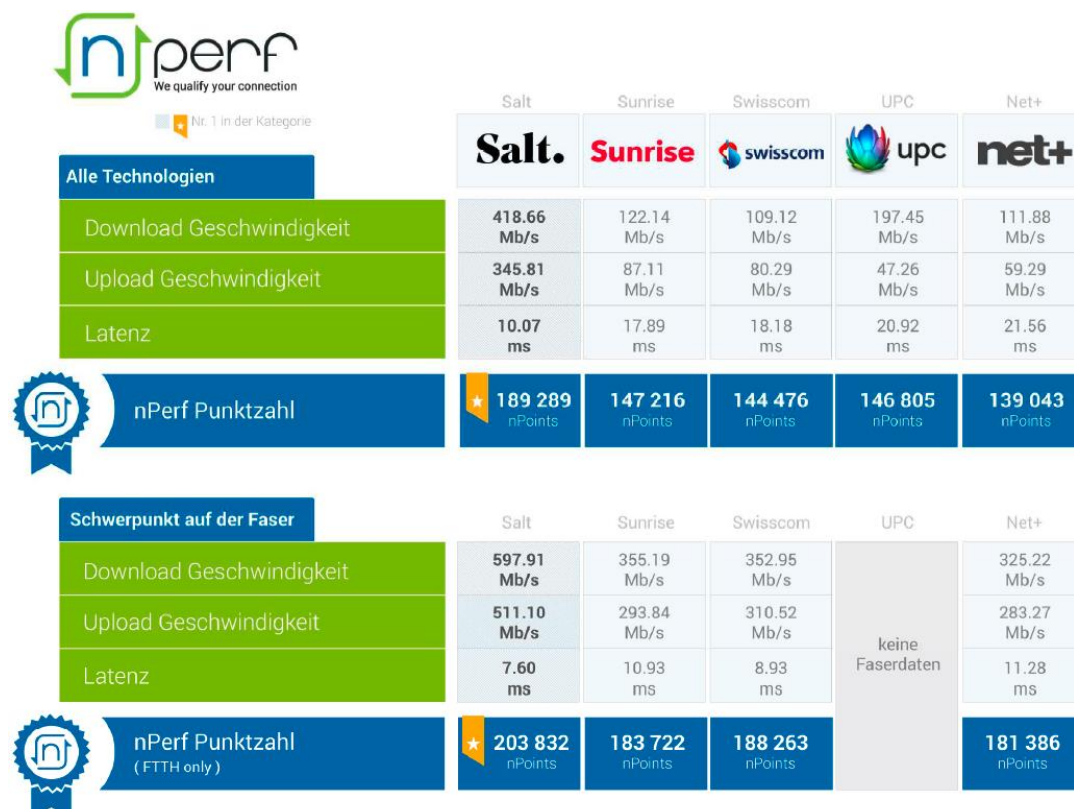 nperf
We qualify your connection
Nr. 1 in der Kategorie
Salt Sunrise Swisscom UPC Net+
Salt. Sunrise swisscom upc net+
Alle Technologien
Download Geschwindigkeit 418.66 Mb/s 122.14 Mb/s 109.12 Mb/s 197.45 Mb/s 111.88 Mb/s
Upload Geschwindigkeit 345.81 Mb/s 87.11 Mb/s 80.29 Mb/s 47.26 Mb/s 59.29 Mb/s
Latenz 10.07 ms 17.89 ms 18.18 ms 20.92 ms 21.56 ms
n
nPerf Punktzahl 189 289 nPoints 147 216 nPoints 144 476 nPoints 146 805 nPoints 139 043 nPoints
Schwerpunkt auf der Faser Salt Sunrise Swisscom UPC Net+
Download Geschwindigkeit 597.91 Mb/s 355.19 Mb/s 352.95 Mb/s 325.22 Mb/s
Upload Geschwindigkeit 511.10 Mb/s 293.84 Mb/s 310.52 Mb/s 283.27 Mb/s
keine Faserdaten
Latenz 7.60 ms 10.93 ms 8.93 ms 11.28 ms
n
nPerf Punktzahl 203 832 nPoints 183 722 nPoints 188 263 nPoints 181 386 nPoints
( FTTH only )